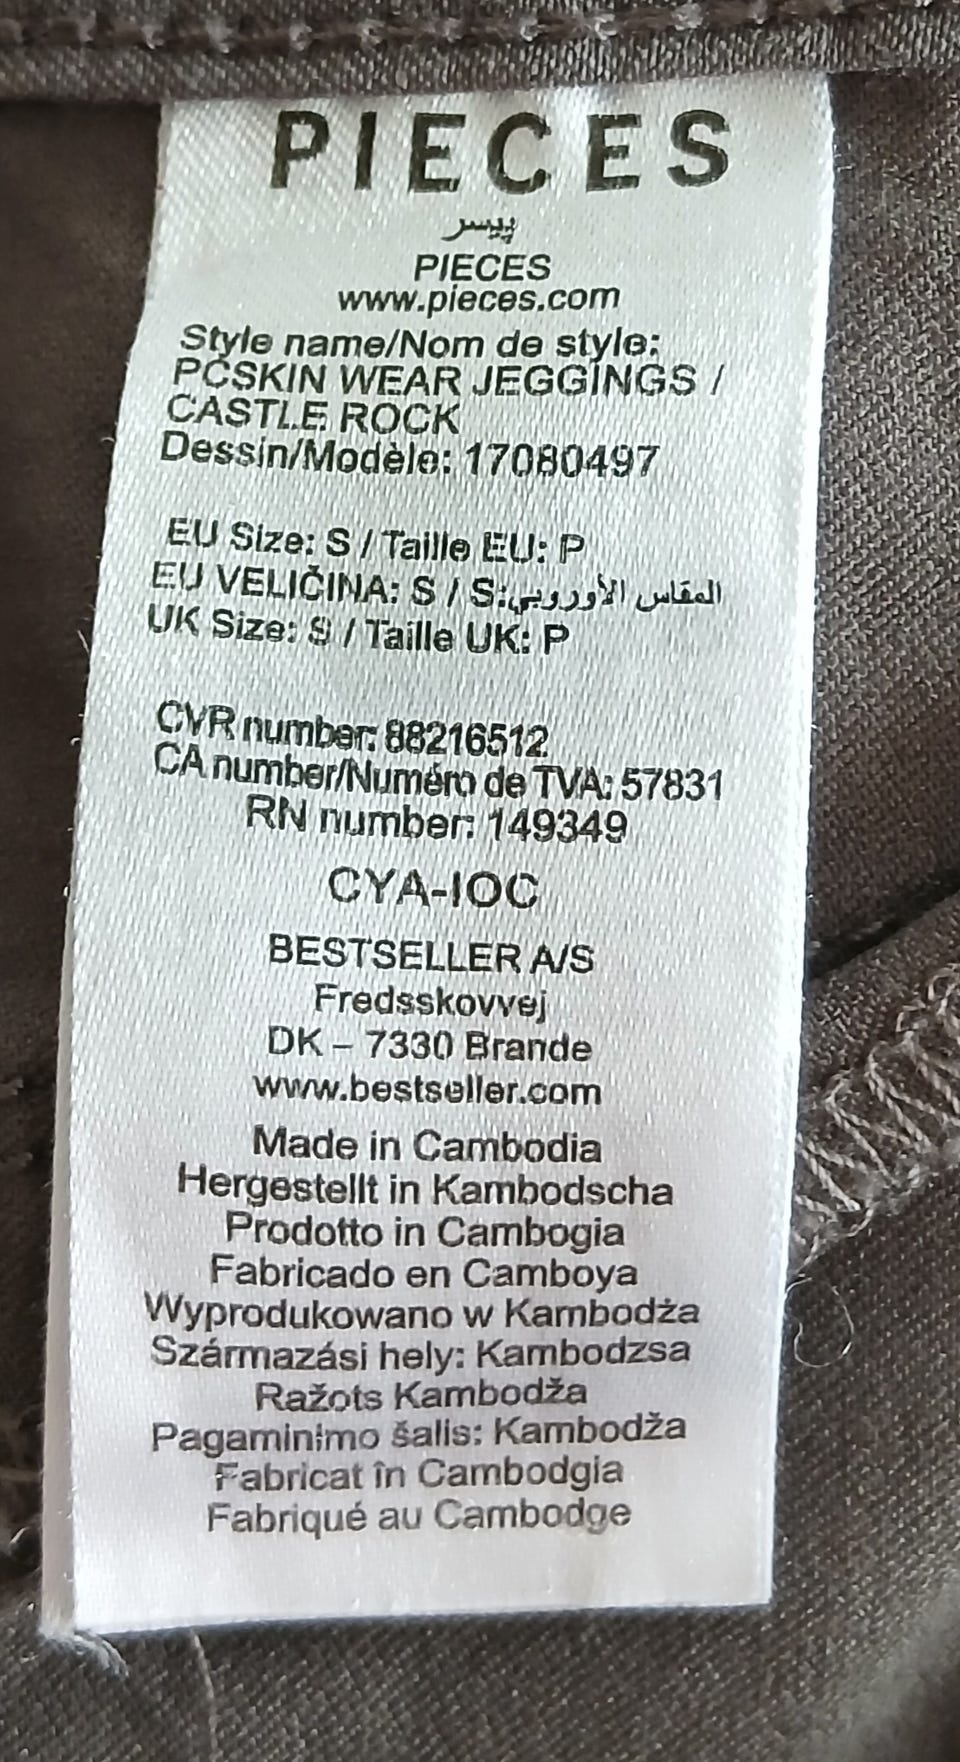 PIECES
پيسر
PIECES
www.pieces.com
Style name/Nom de style:
PCSKIN WEAR JEGGINGS /
CASTLE ROCK
Dessin/Modèle: 17080497
EU Size: S / Taille EU: P
EU VELIČINA: S / S:المقاس الأوروبي
UK Size: S / Taille UK: P
CVR number: 88216512
CA number/Numéro de TVA: 57831
RN number: 149349
CYA-IOC
BESTSELLER A/S
Fredsskovvej
DK – 7330 Brande
www.bestseller.com
Made in Cambodia
Hergestellt in Kambodscha
Prodotto in Cambogia
Fabricado en Camboya
Wyprodukowano w Kambodża
Származási hely: Kambodzsa
Ražots Kambodža
Pagaminimo šalis: Kambodža
Fabricat în Cambodgia
Fabriqué au Cambodge